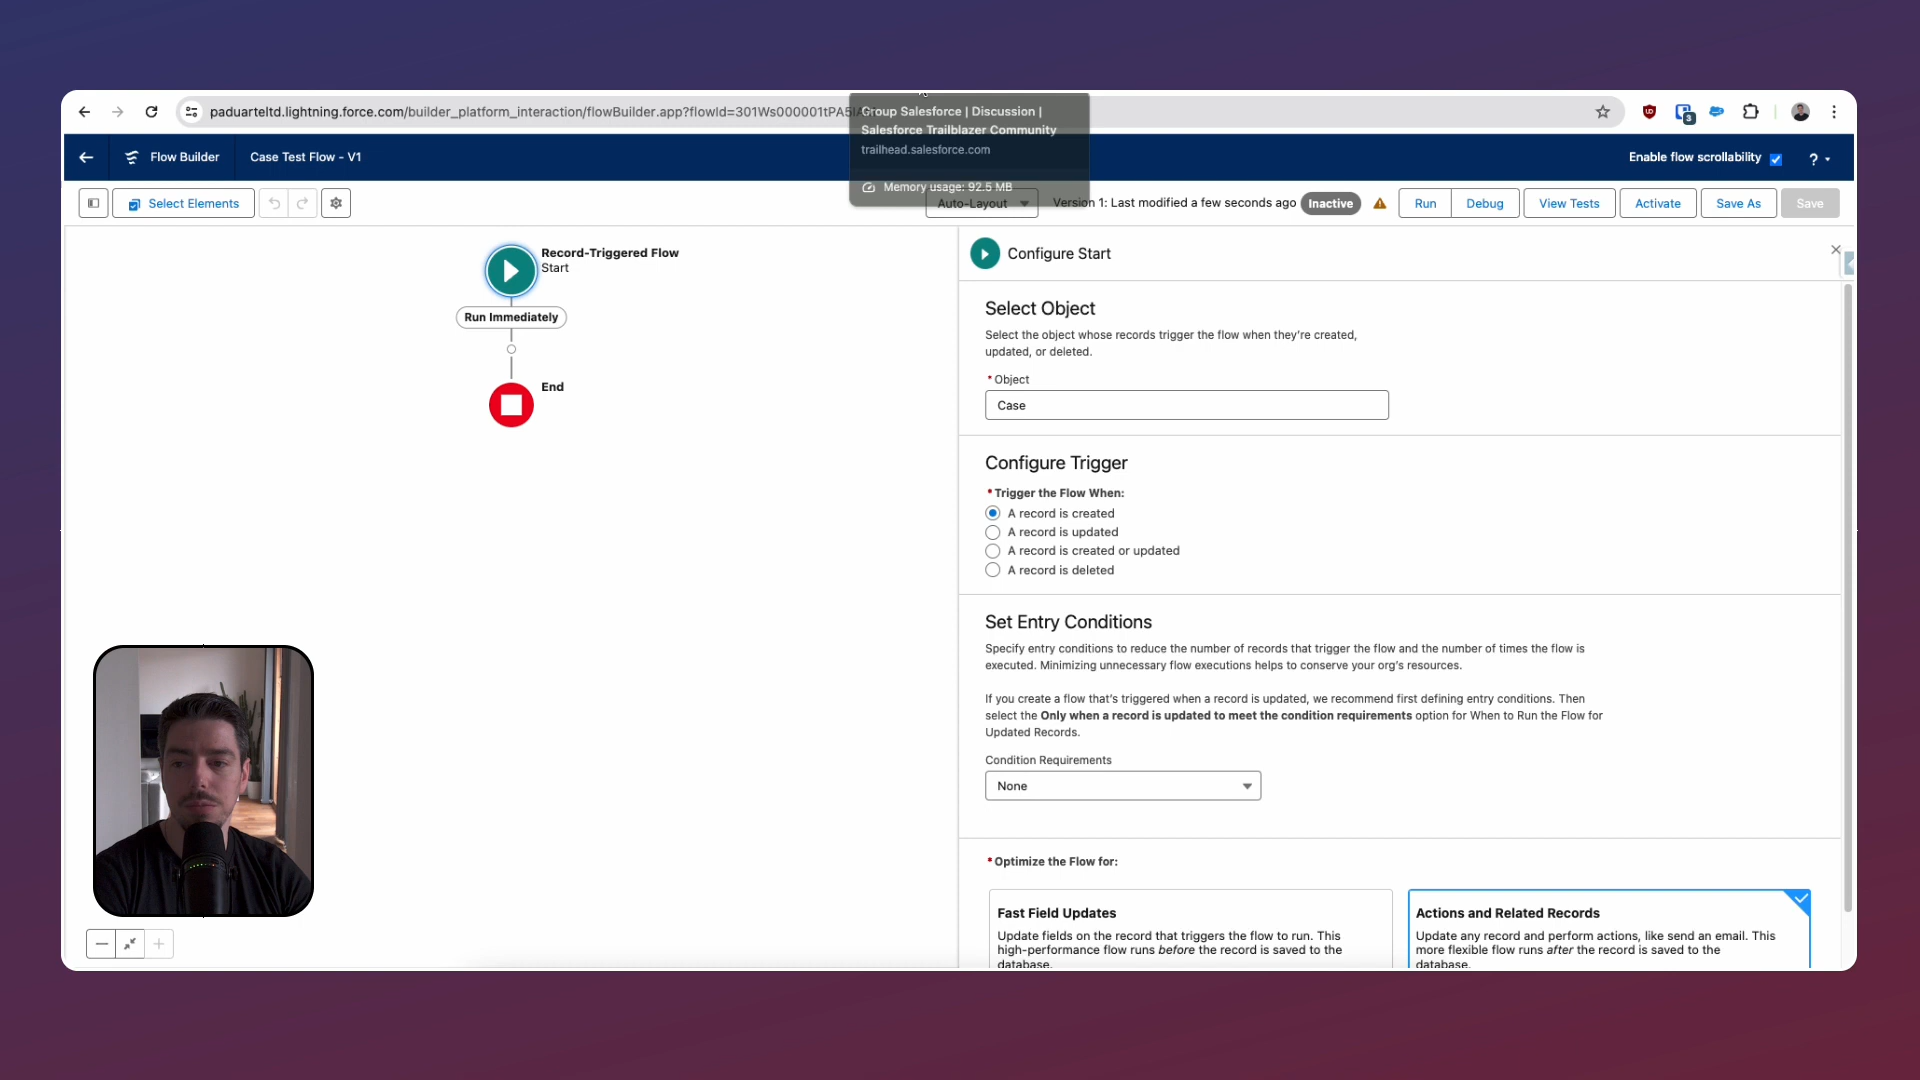 paduarteltd.lightning.force.com/builder_platform_interaction/flowBuilder.app?flowId=301Ws000001tPA5IA
Group Salesforce | Discussion |
Salesforce Trailblazer Community
trailhead.salesforce.com
Memory usage: 92.5 MB
3
Flow Builder
Case Test Flow - V1
Enable flow scrollability
?
Select Elements
Auto-Layout
Version 1: Last modified a few seconds ago
Inactive
Run
Debug
View Tests
Activate
Save As
Save
Record-Triggered Flow
Start
Run Immediately
End
Configure Start
Select Object
Select the object whose records trigger the flow when they're created,
updated, or deleted.
* Object
Case
Configure Trigger
* Trigger the Flow When:
A record is created
A record is updated
A record is created or updated
A record is deleted
Set Entry Conditions
Specify entry conditions to reduce the number of records that trigger the flow and the number of times the flow is
executed. Minimizing unnecessary flow executions helps to conserve your org's resources.
If you create a flow that's triggered when a record is updated, we recommend first defining entry conditions. Then
select the Only when a record is updated to meet the condition requirements option for When to Run the Flow for
Updated Records.
Condition Requirements
None
* Optimize the Flow for:
Fast Field Updates
Update fields on the record that triggers the flow to run. This
high-performance flow runs before the record is saved to the
database.
Actions and Related Records
Update any record and perform actions, like send an email. This
more flexible flow runs after the record is saved to the
database.